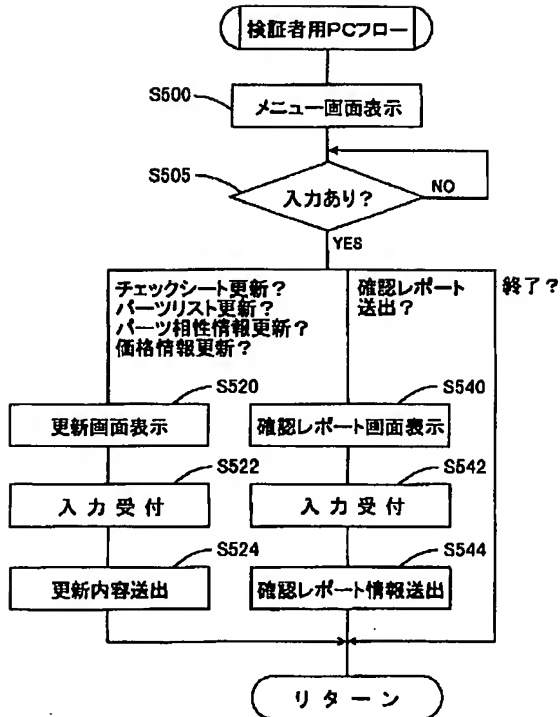 検証者用PCフロー
S500
メニュー画面表示
S505
入力あり?
NO
YES
チェックシート更新?
パーツリスト更新?
パーツ相性情報更新?
価格情報更新?
確認レポート
送出?
終了?
S520
更新画面表示
S540
確認レポート画面表示
S522
入力受付
S542
入力受付
S524
更新内容送出
S544
確認レポート情報送出
リターン